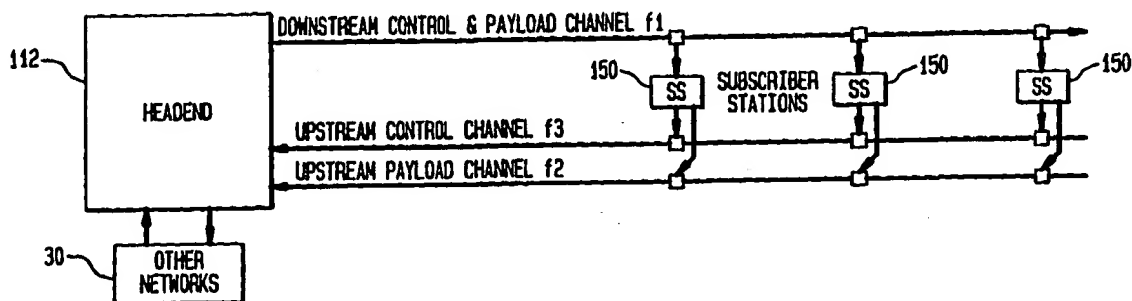 DOWNSTREAM CONTROL & PAYLOAD CHANNEL f1
112
HEADEND
150
SS
SUBSCRIBER
STATIONS
150
SS
150
SS
UPSTREAM CONTROL CHANNEL f3
UPSTREAM PAYLOAD CHANNEL f2
30
OTHER
NETWORKS